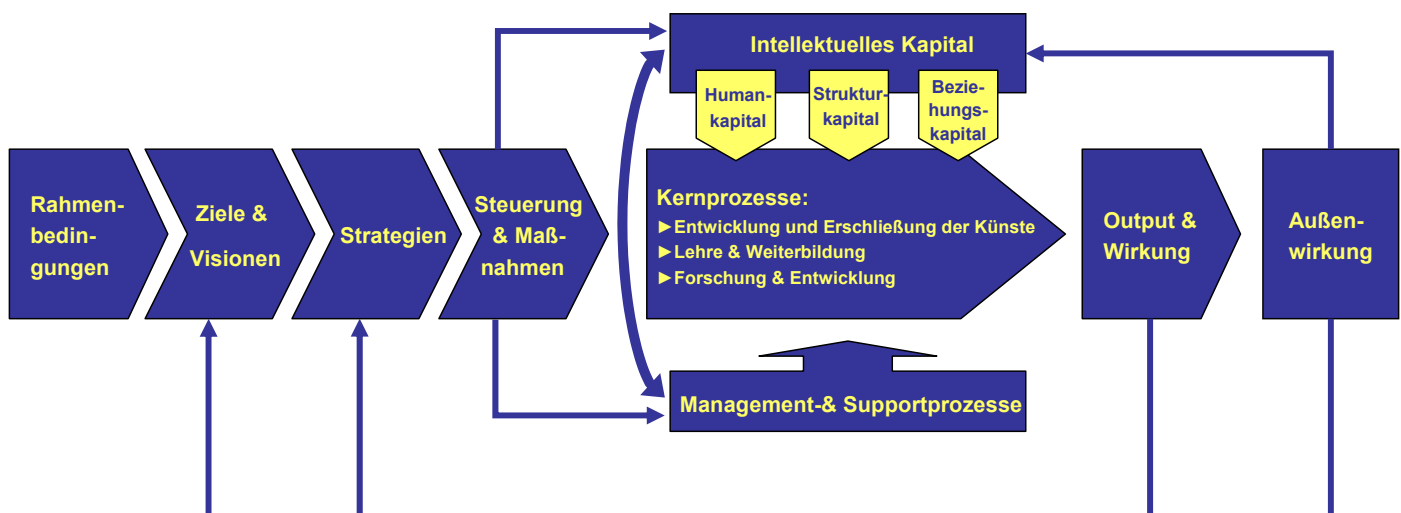 Intellektuelles Kapital
Human-
kapital
Struktur-
kapital
Bezie-
hungs-
kapital
Rahmen-
bedin-
gungen
Ziele &
Visionen
Strategien
Steuerung
& Maß-
nahmen
Kernprozesse:
►Entwicklung und Erschließung der Künste
►Lehre & Weiterbildung
►Forschung & Entwicklung
Output &
Wirkung
Außen-
wirkung
Management-& Supportprozesse